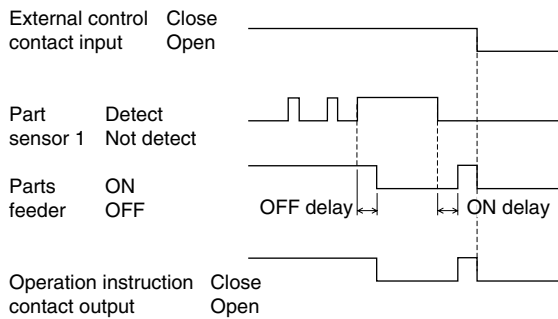 External control Close
contact input Open
Part Detect
sensor 1 Not detect
Parts ON
feeder OFF
OFF delay
ON delay
Operation instruction Close
contact output Open